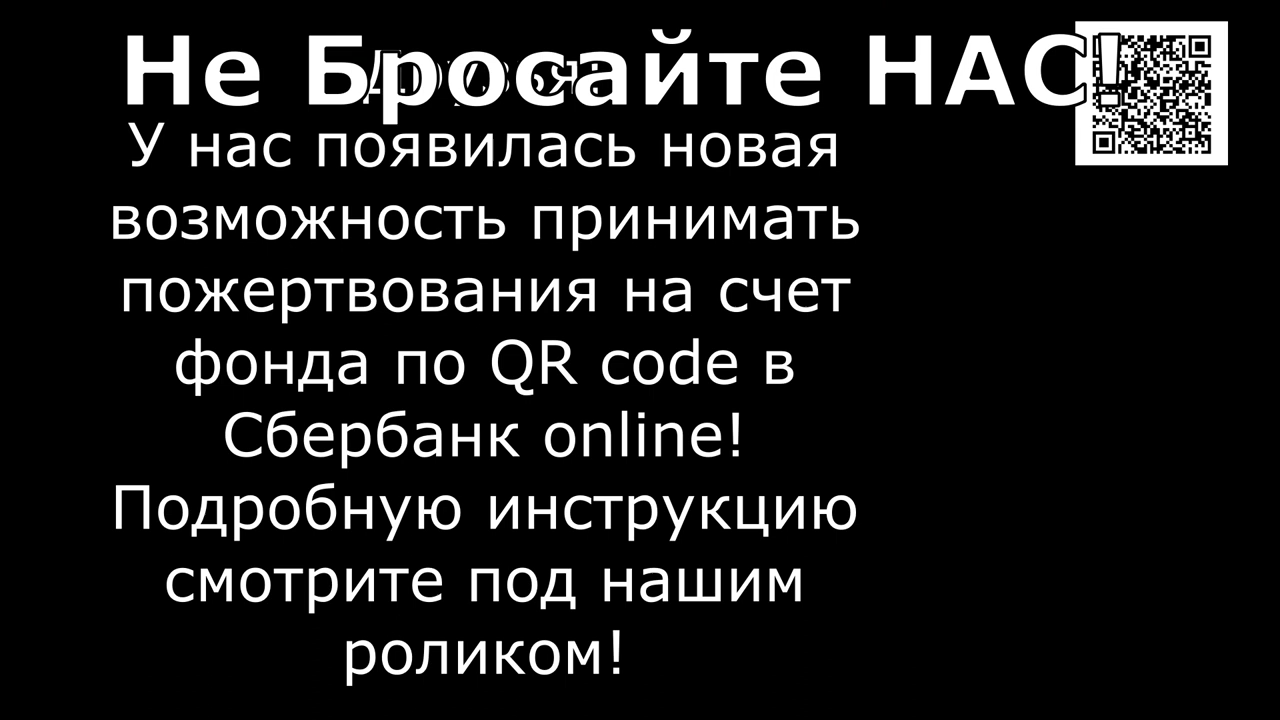 Не Бросайте НАС!
Друзья!
У нас появилась новая
возможность принимать
пожертвования на счет
фонда по QR code в
Сбербанк online!
Подробную инструкцию
смотрите под нашим
роликом!